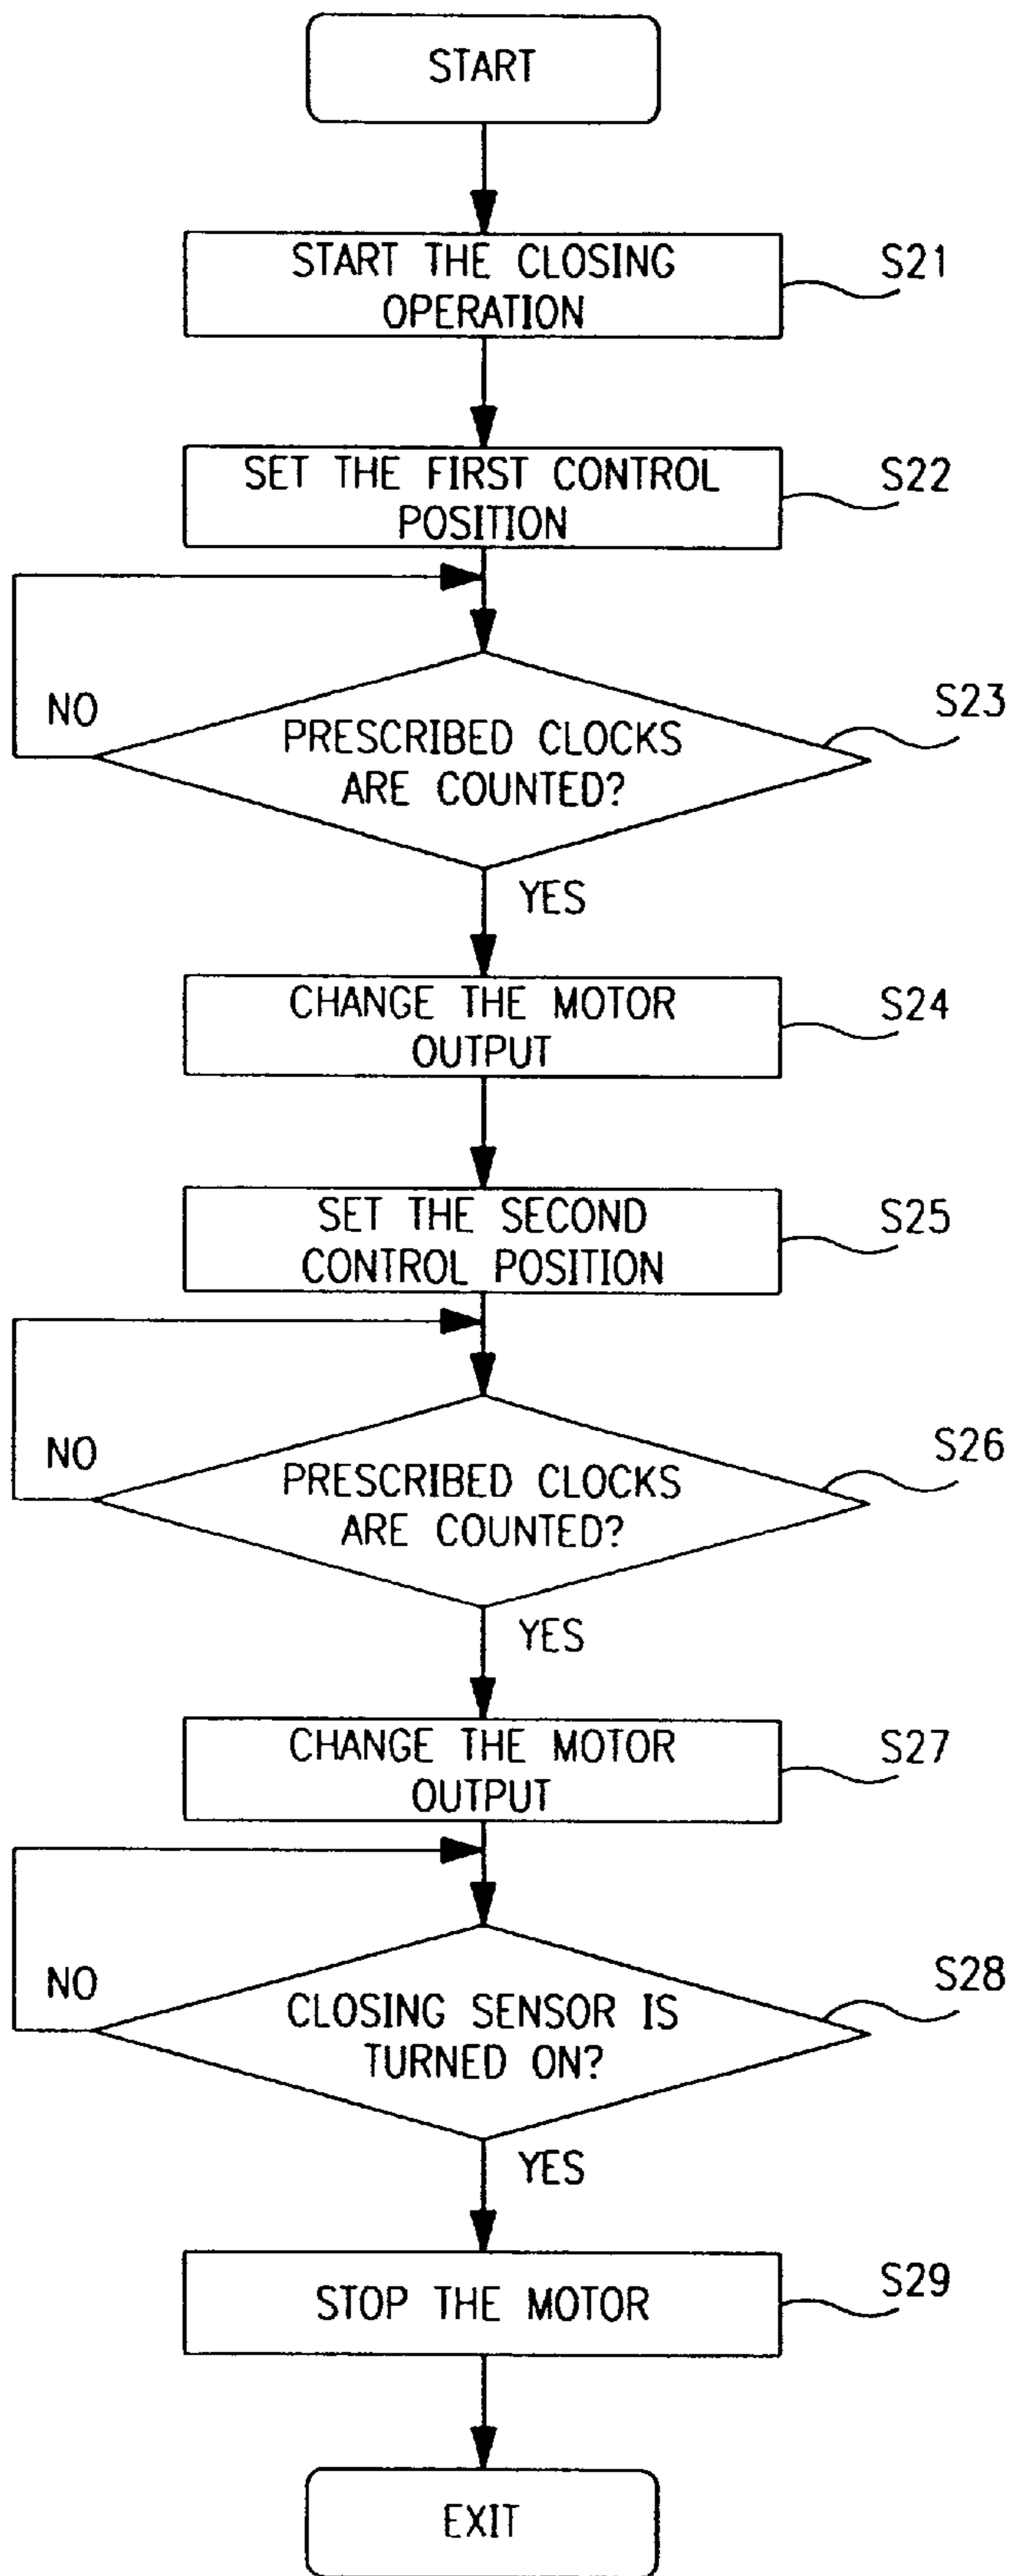 START
START THE CLOSING
OPERATION
S21
SET THE FIRST CONTROL
POSITION
S22
NO
PRESCRIBED CLOCKS
ARE COUNTED?
S23
YES
CHANGE THE MOTOR
OUTPUT
S24
SET THE SECOND
CONTROL POSITION
S25
NO
PRESCRIBED CLOCKS
ARE COUNTED?
S26
YES
CHANGE THE MOTOR
OUTPUT
S27
NO
CLOSING SENSOR IS
TURNED ON?
S28
YES
STOP THE MOTOR
S29
EXIT